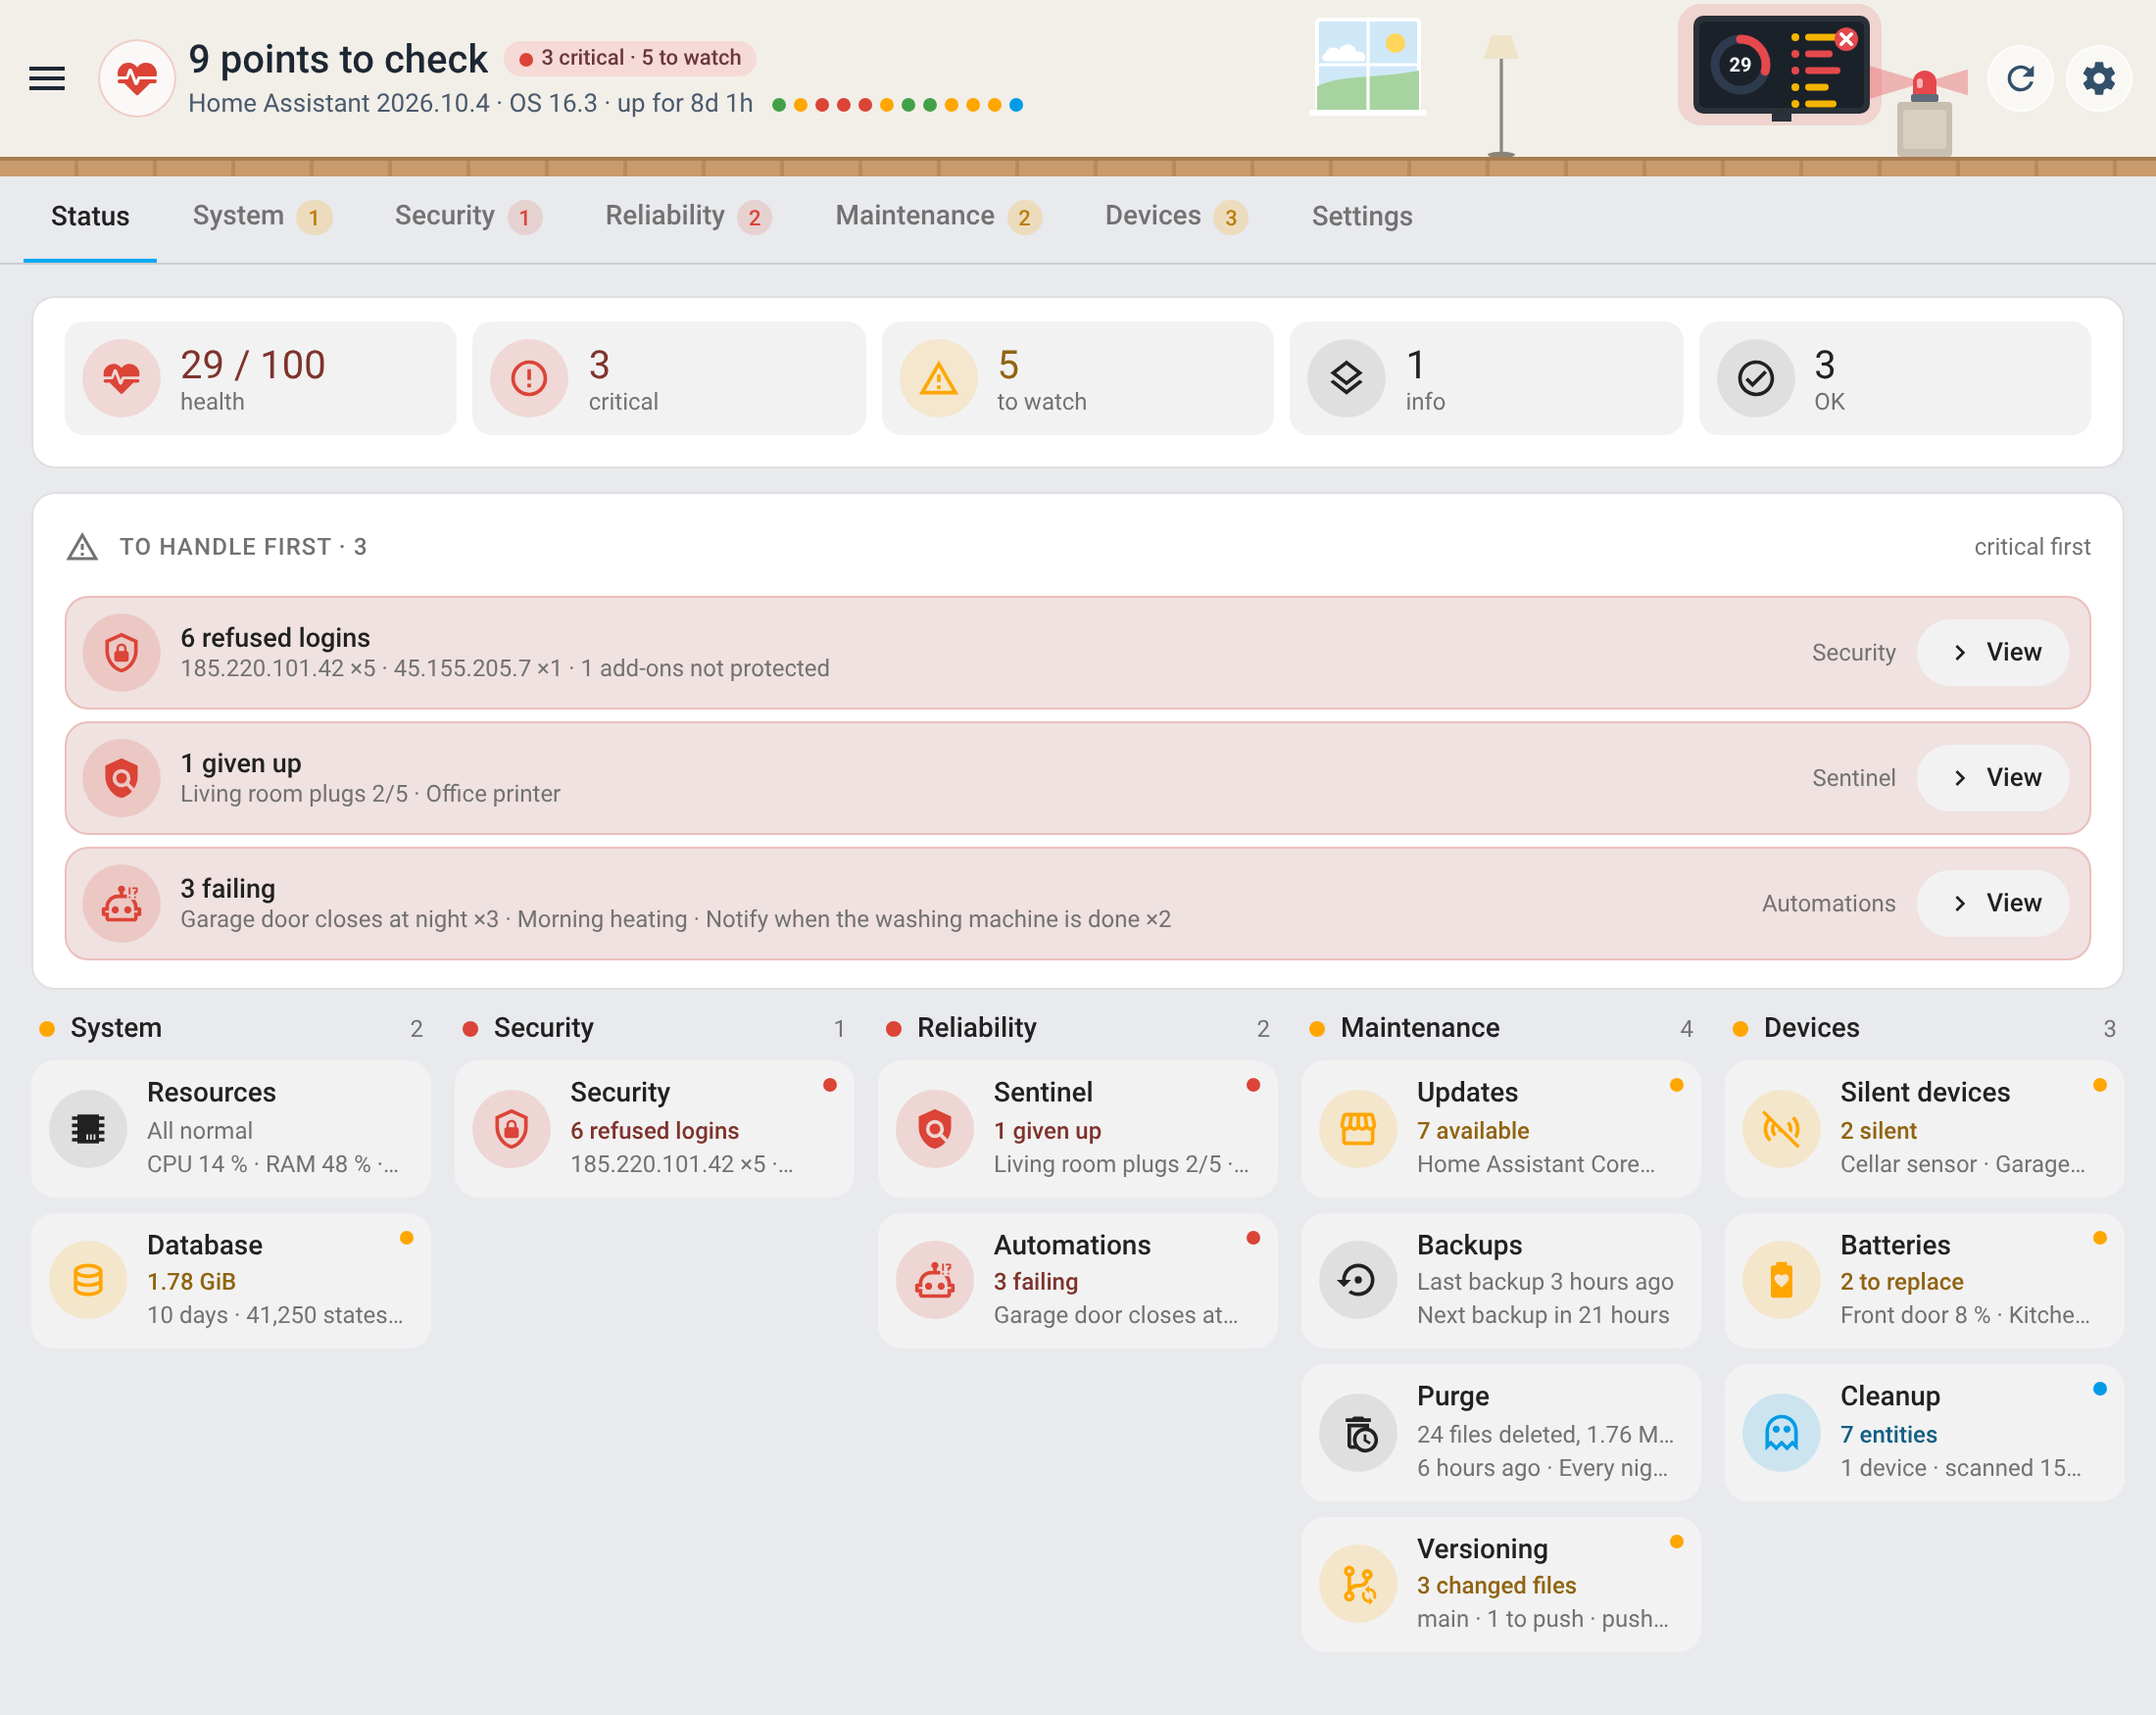 9 points to check
3 critical · 5 to watch
Home Assistant 2026.10.4 · OS 16.3 · up for 8d 1h
29
Status
System 1
Security 1
Reliability 2
Maintenance 2
Devices 3
Settings
29 / 100
health
3
critical
5
to watch
1
info
3
OK
TO HANDLE FIRST · 3
critical first
6 refused logins
185.220.101.42 ×5 · 45.155.205.7 ×1 · 1 add-ons not protected
Security
View
1 given up
Living room plugs 2/5 · Office printer
Sentinel
View
3 failing
Garage door closes at night ×3 · Morning heating · Notify when the washing machine is done ×2
Automations
View
System 2
Resources
All normal
CPU 14 % · RAM 48 % ·...
Database
1.78 GiB
10 days · 41,250 states...
Security 1
Security
6 refused logins
185.220.101.42 ×5 ·...
Reliability 2
Sentinel
1 given up
Living room plugs 2/5 ·...
Automations
3 failing
Garage door closes at...
Maintenance 4
Updates
7 available
Home Assistant Core...
Backups
Last backup 3 hours ago
Next backup in 21 hours
Purge
24 files deleted, 1.76 M...
6 hours ago · Every nig...
Versioning
3 changed files
main · 1 to push · push...
Devices 3
Silent devices
2 silent
Cellar sensor · Garage...
Batteries
2 to replace
Front door 8 % · Kitche...
Cleanup
7 entities
1 device · scanned 15...